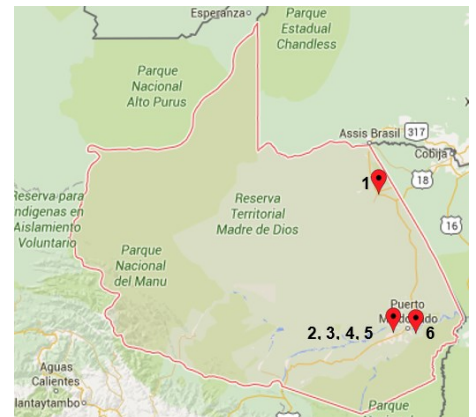 Esperanza
Parque
Estadual
Chandless
Parque
Nacional
Alto Purus
Assis Brasil
317
Cobija
18
1
Reserva para
Indigenas en
Aislamiento
Voluntario
Reserva
Territorial
Madre de Dios
16
Parque
Nacional
del Manu
Puerto
2, 3, 4, 5
6
Aguas
Calientes
llantaytambo
Parque